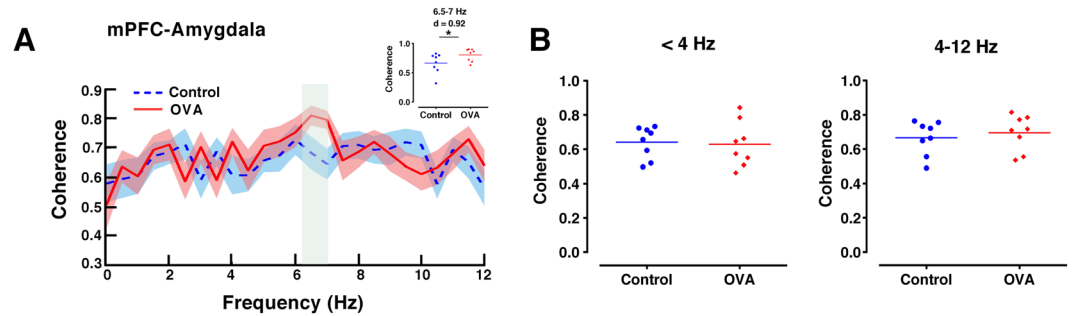 A
mPFC-Amygdala
6.5-7 Hz
d = 0.92
*
Coherence
1.0
0.5
0.0
Control
OVA
Control
OVA
Coherence
0.9
0.8
0.7
0.6
0.5
0.4
0.3
0
2
4
6
8
10
12
Frequency (Hz)
B
< 4 Hz
Coherence
1.0
0.8
0.6
0.4
0.2
0.0
Control
OVA
4-12 Hz
Coherence
1.0
0.8
0.6
0.4
0.2
0.0
Control
OVA